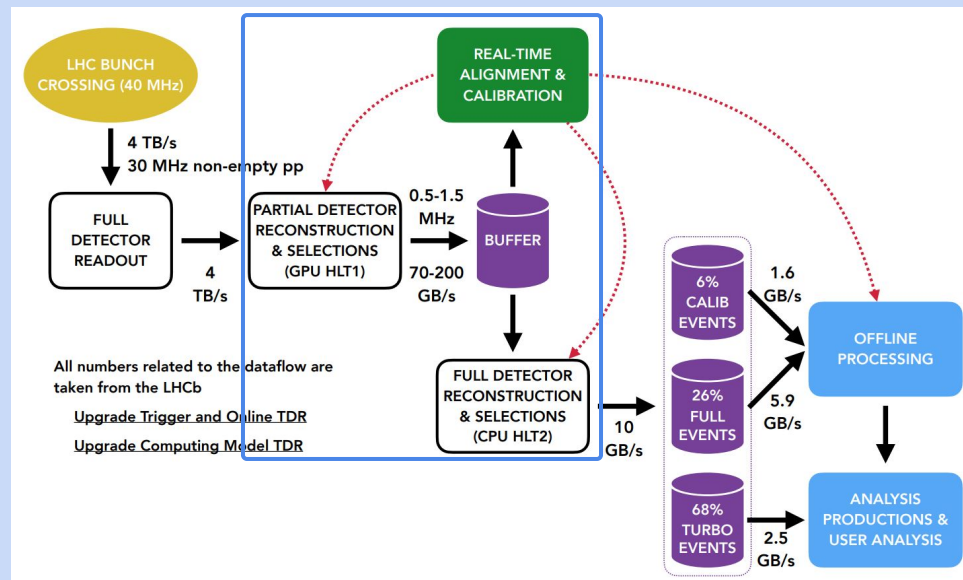 LHC BUNCH
CROSSING (40 MHz)
4 TB/s
30 MHz non-empty pp
FULL
DETECTOR
READOUT
4
TB/s
PARTIAL DETECTOR
RECONSTRUCTION
& SELECTIONS
(GPU HLT1)
0.5-1.5
MHz
70-200
GB/s
BUFFER
REAL-TIME
ALIGNMENT &
CALIBRATION
FULL DETECTOR
RECONSTRUCTION
& SELECTIONS
(CPU HLT2)
10
GB/s
6%
CALIB
EVENTS
26%
FULL
EVENTS
68%
TURBO
EVENTS
1.6
GB/s
5.9
GB/s
2.5
GB/s
OFFLINE
PROCESSING
ANALYSIS
PRODUCTIONS &
USER ANALYSIS
All numbers related to the dataflow are
taken from the LHCb
Upgrade Trigger and Online TDR
Upgrade Computing Model TDR